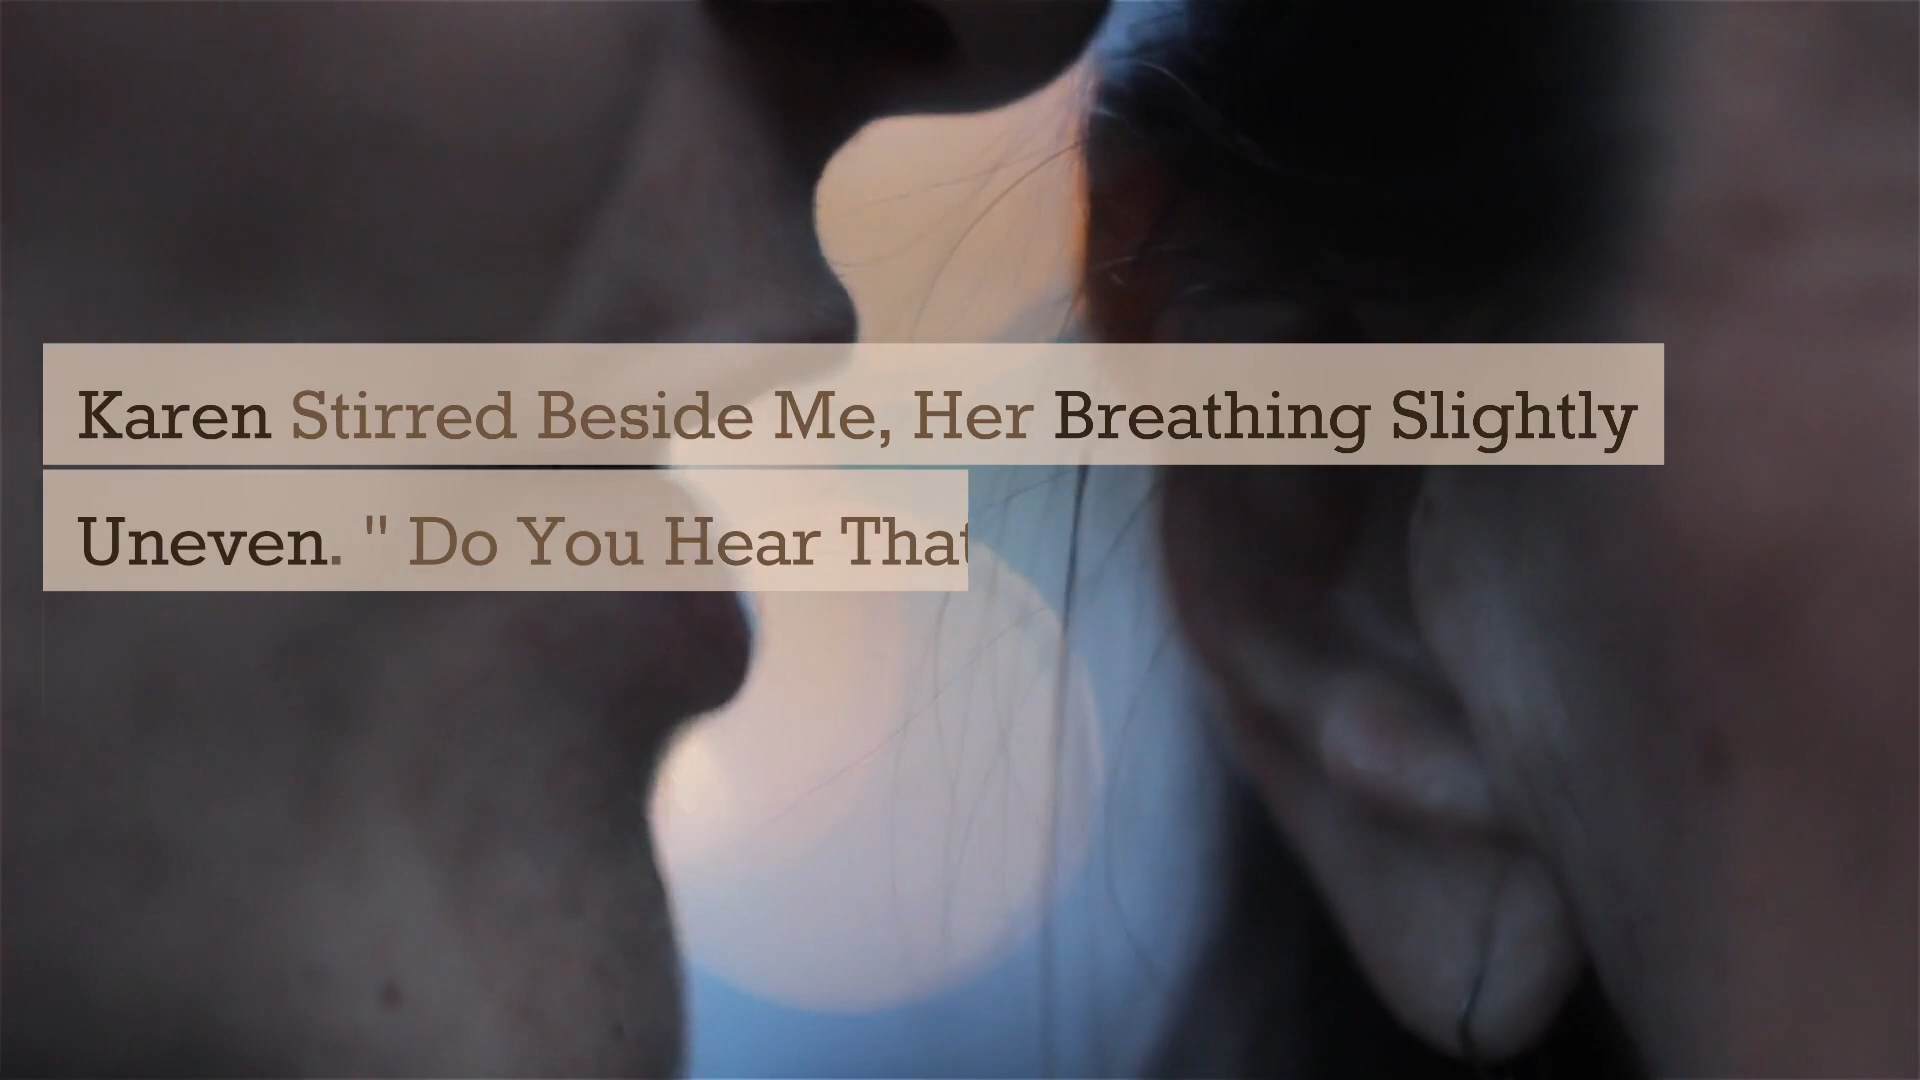 Karen Stirred Beside Me, Her Breathing Slightly
Uneven. " Do You Hear That